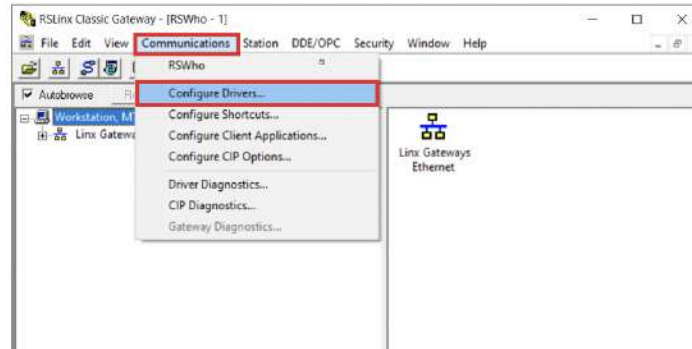 RSLinx Classic Gateway - [RSWho - 1]
File Edit View Communications Station DDE/OPC Security Window Help
RSWho
Autobrowse
Configure Drivers...
Workstation,
Configure Shortcuts...
Linx
Configure Client Applications...
Configure CIP Options...
Driver Diagnostics...
CIP Diagnostics...
Gateway Diagnostics...
Linx Gateways
Ethernet